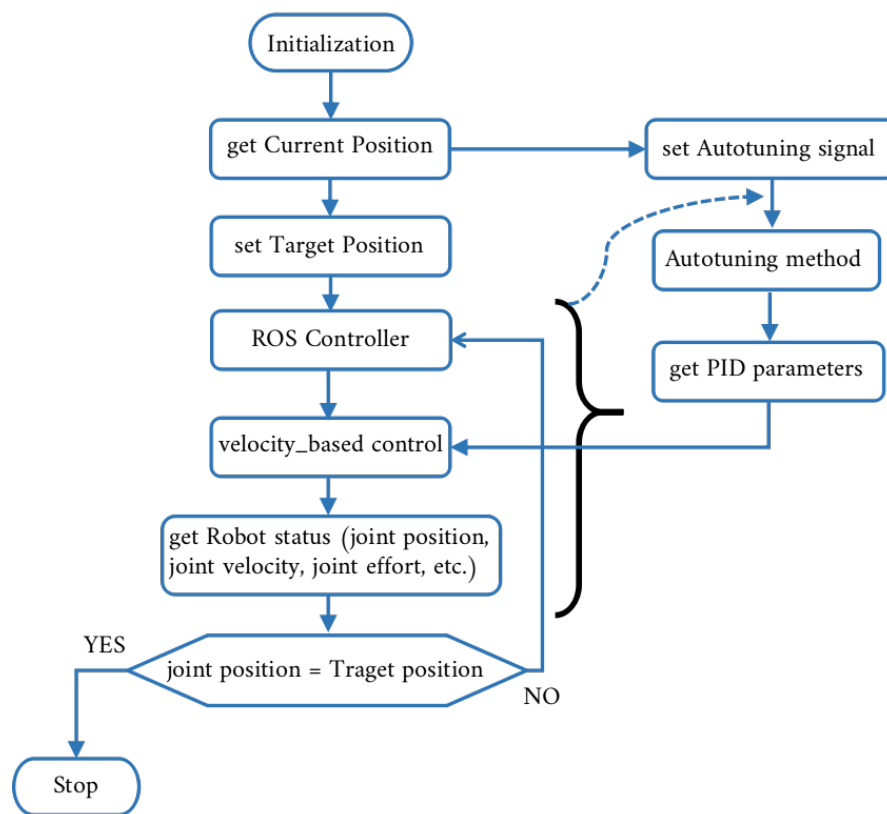 Initialization
get Current Position
set Autotuning signal
set Target Position
Autotuning method
ROS Controller
get PID parameters
velocity_based control
get Robot status (joint position,
joint velocity, joint effort, etc.)
YES
joint position = Traget position
NO
Stop